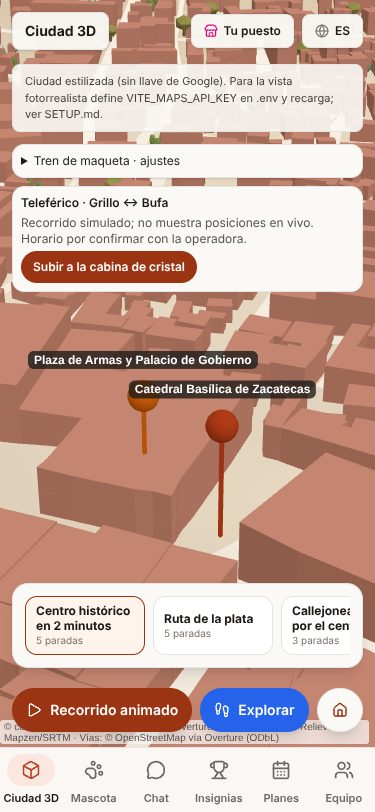 Ciudad 3D
Tu puesto
ES
Ciudad estilizada (sin llave de Google). Para la vista
fotorrealista define VITE_MAPS_API_KEY en .env y recarga;
ver SETUP.md.
Tren de maqueta · ajustes
Teleférico · Grillo ↔ Bufa
Recorrido simulado; no muestra posiciones en vivo.
Horario por confirmar con la operadora.
Subir a la cabina de cristal
Plaza de Armas y Palacio de Gobierno
Catedral Basílica de Zacatecas
Centro histórico
en 2 minutos
5 paradas
Ruta de la plata
5 paradas
Callejonea
por el cen
3 paradas
Recorrido animado
Explorar
Mapzen/SRTM · Vías: © OpenStreetMap vía Overture (ODbL)
Ciudad 3D
Mascota
Chat
Insignias
Planes
Equipo